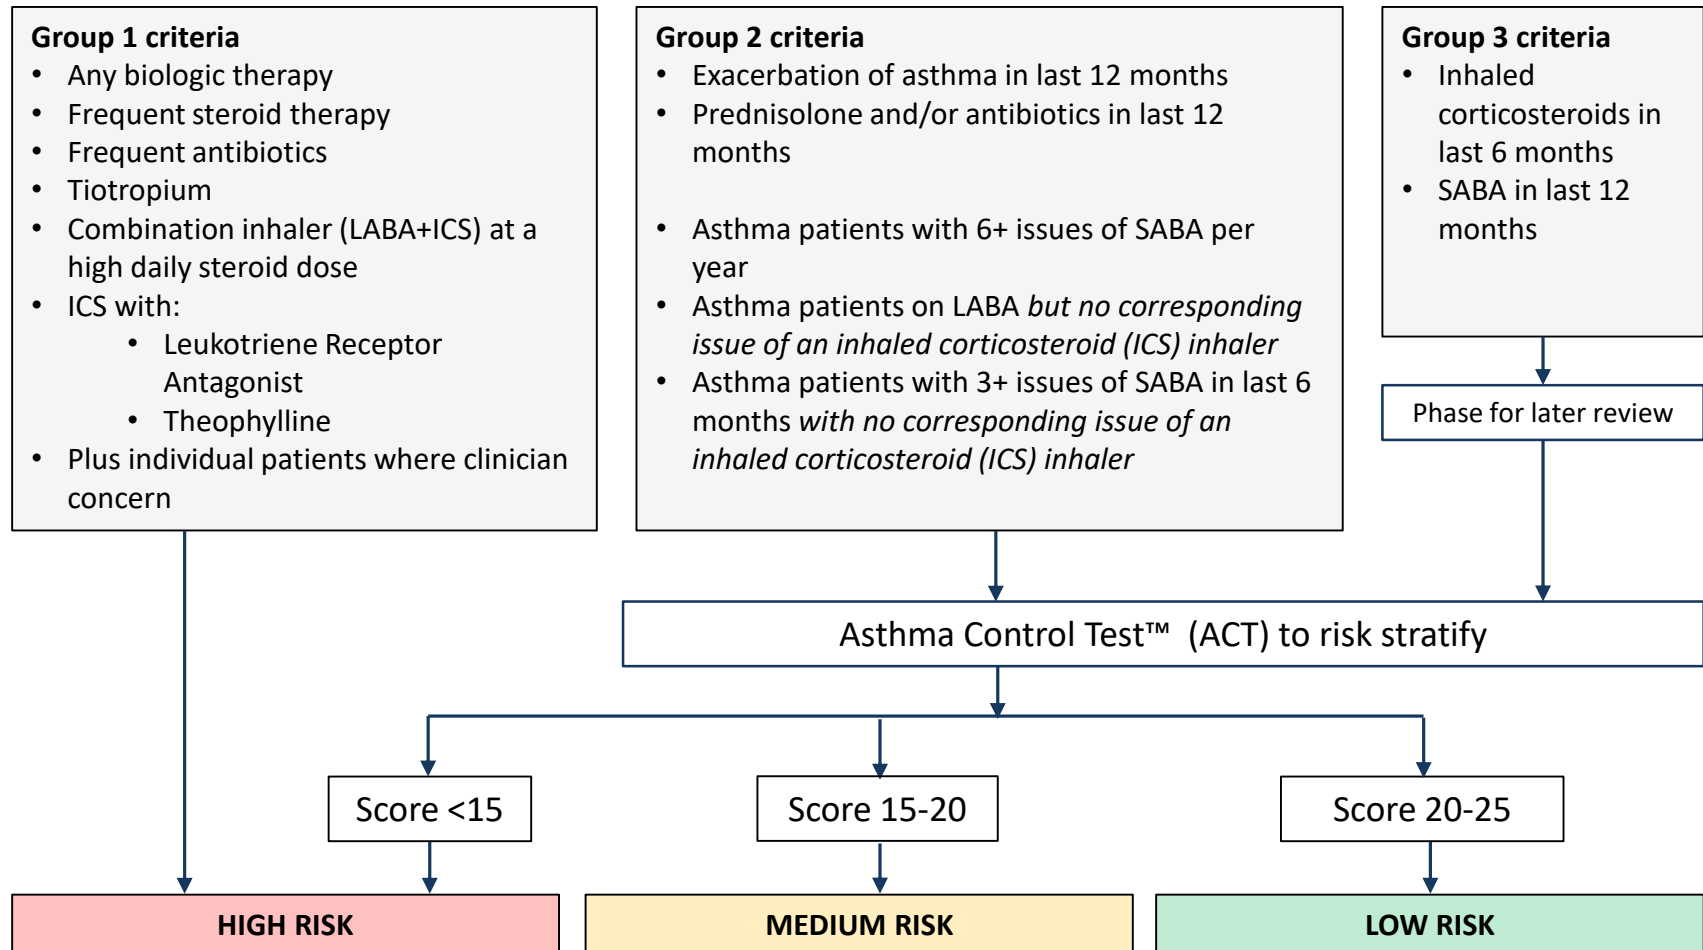 Group 1 criteria
• Any biologic therapy
• Frequent steroid therapy
• Frequent antibiotics
• Tiotropium
• Combination inhaler (LABA+ICS) at a
high daily steroid dose
• ICS with:
• Leukotriene Receptor
Antagonist
• Theophylline
• Plus individual patients where clinician
concern
Group 2 criteria
• Exacerbation of asthma in last 12 months
• Prednisolone and/or antibiotics in last 12
months
• Asthma patients with 6+ issues of SABA per
year
• Asthma patients on LABA but no corresponding
issue of an inhaled corticosteroid (ICS) inhaler
• Asthma patients with 3+ issues of SABA in last 6
months with no corresponding issue of an
inhaled corticosteroid (ICS) inhaler
Group 3 criteria
• Inhaled
corticosteroids in
last 6 months
• SABA in last 12
months
Phase for later review
Asthma Control Test™ (ACT) to risk stratify
Score <15
Score 15-20
Score 20-25
HIGH RISK
MEDIUM RISK
LOW RISK